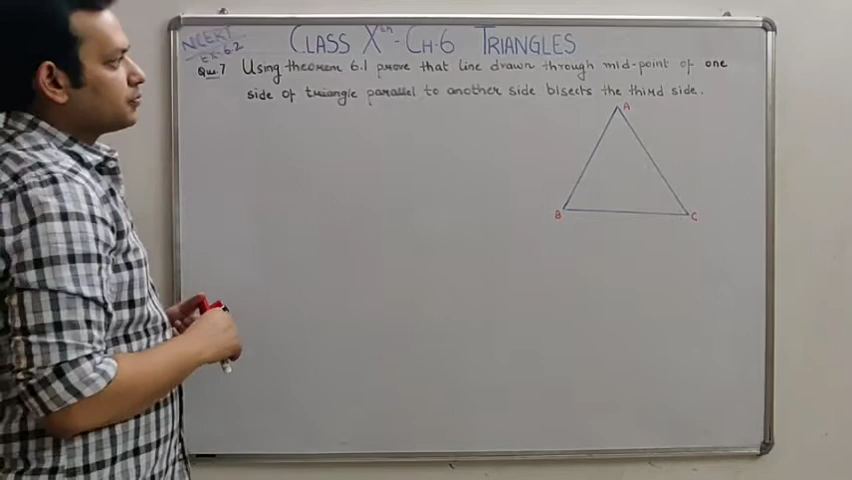 NCERT
EX-6.2
CLASS Xth - CH-6 TRIANGLES
Que.7 Using theorem 6.1 prove that line drawn through mid-point of one
side of triangle parallel to another side bisects the third side.
A
B
C